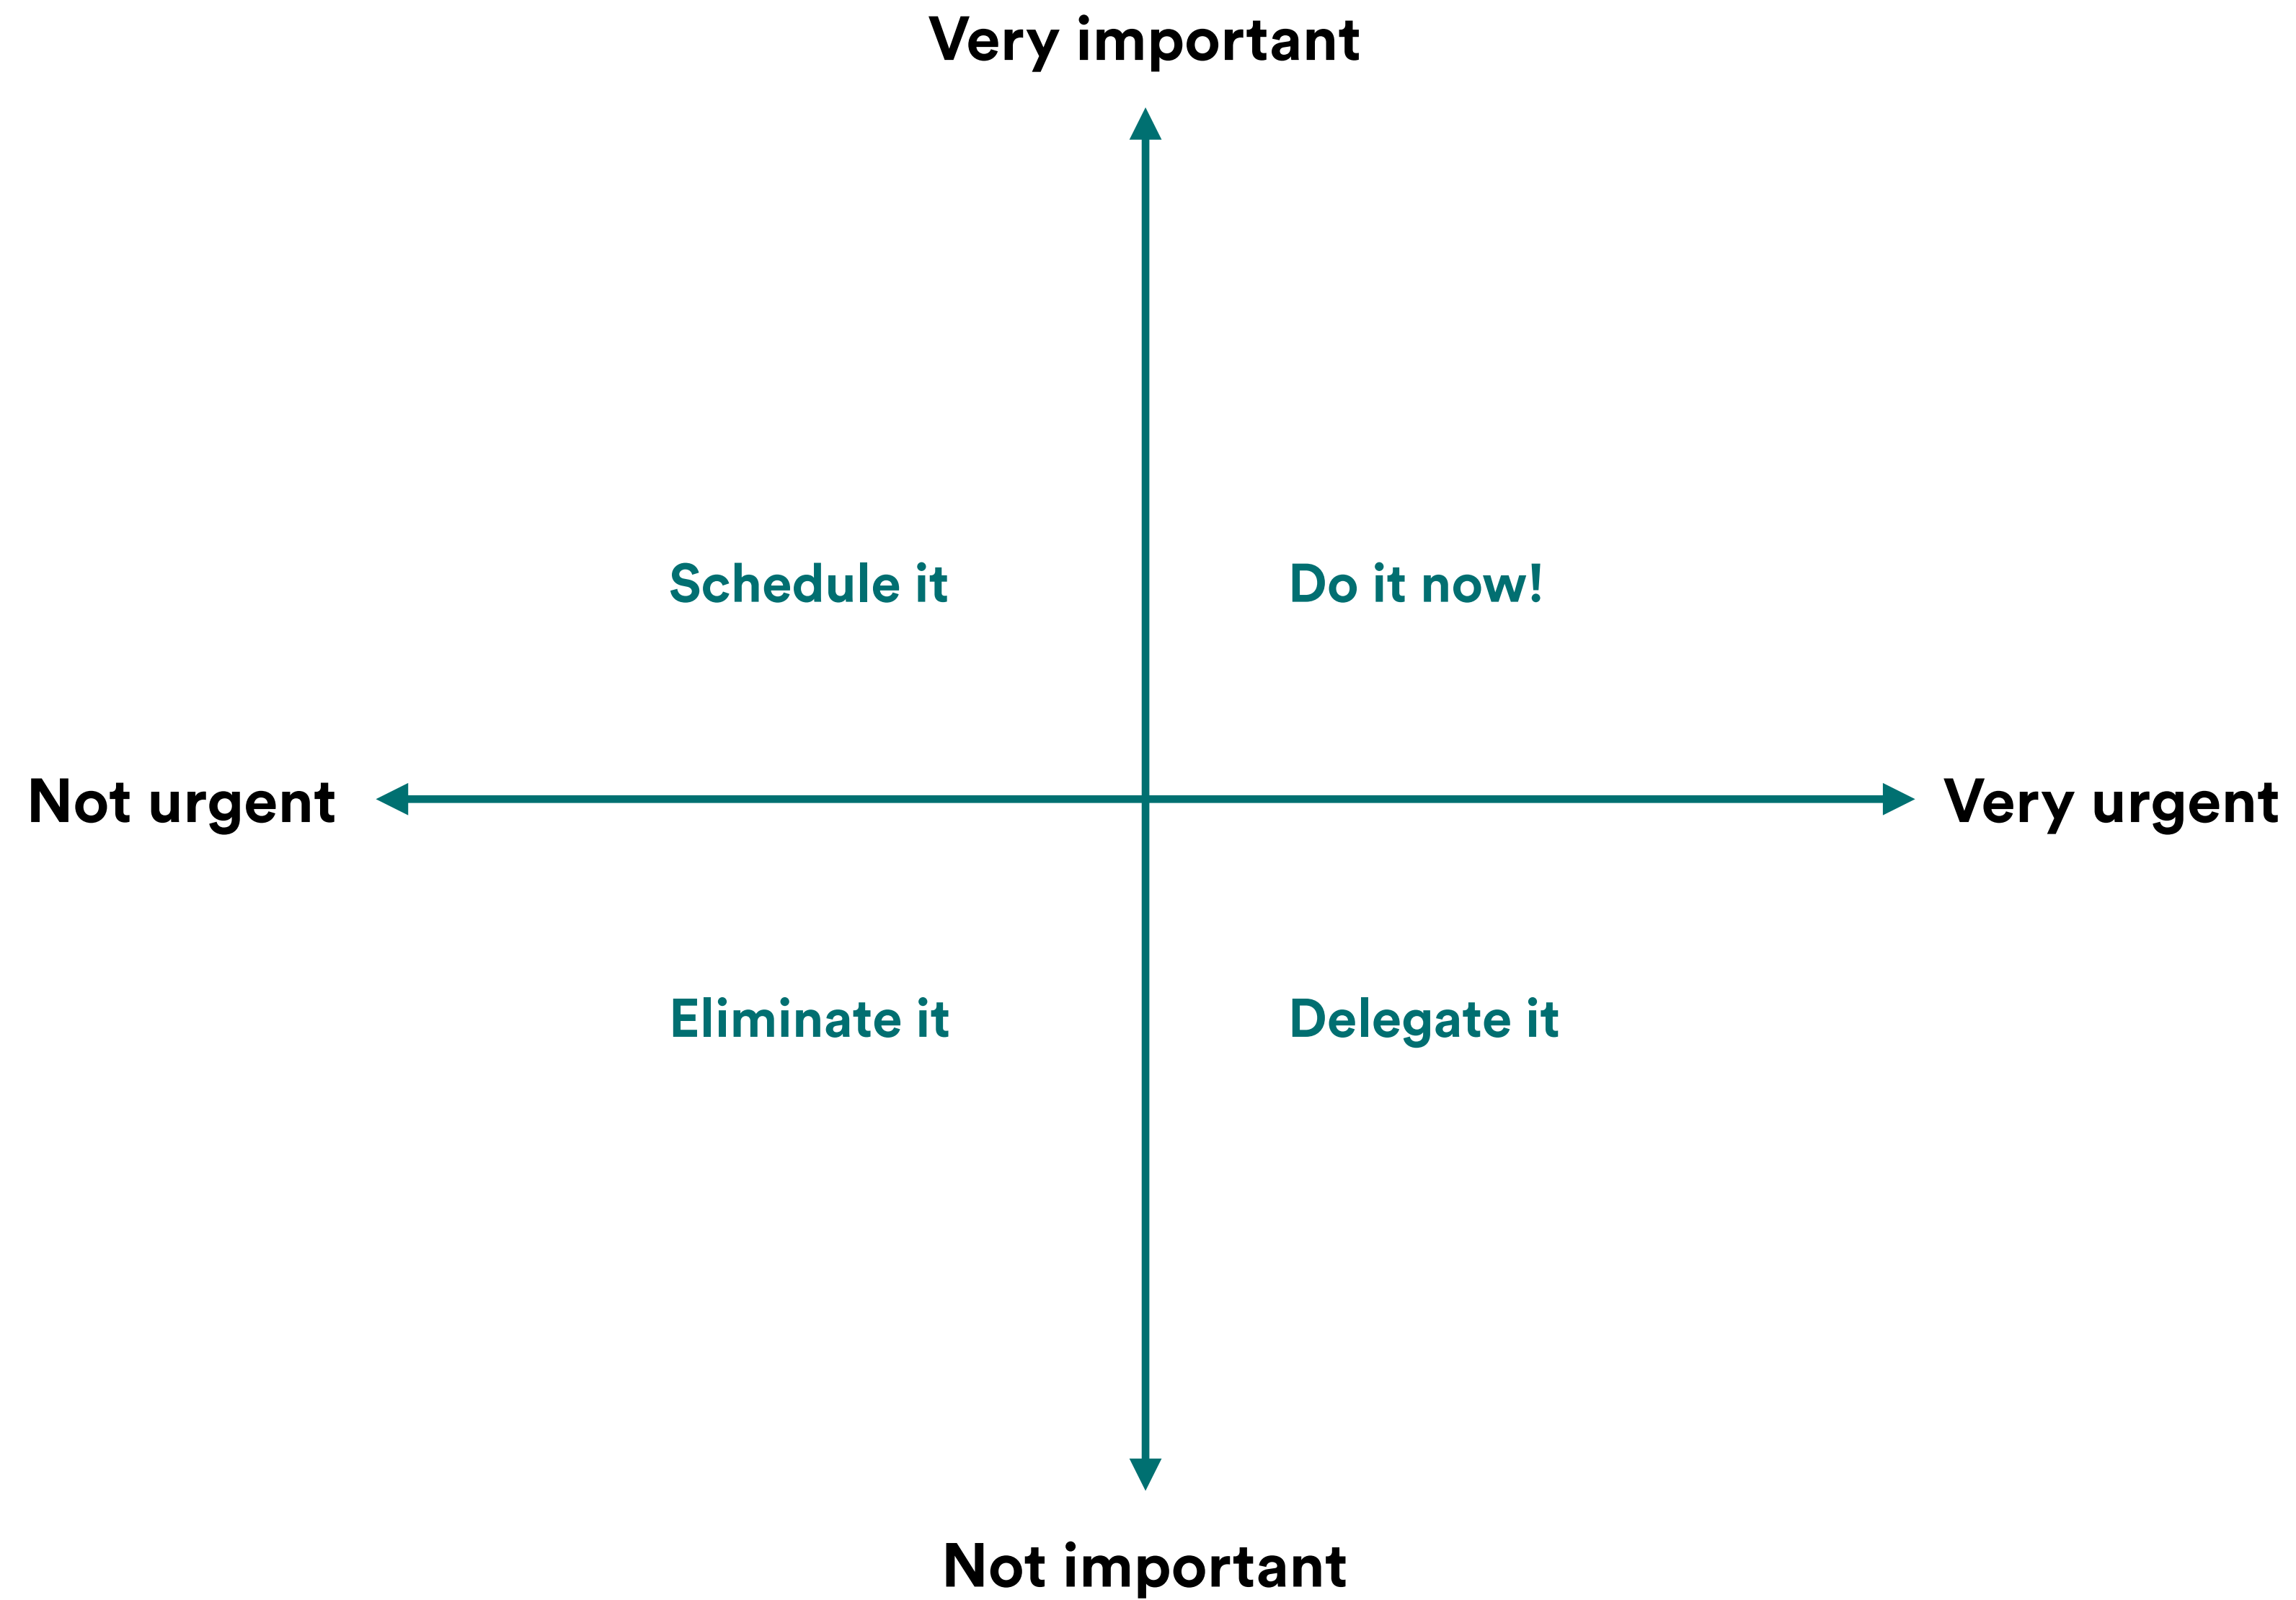 Very important
Schedule it
Do it now!
Not urgent
Very urgent
Eliminate it
Delegate it
Not important